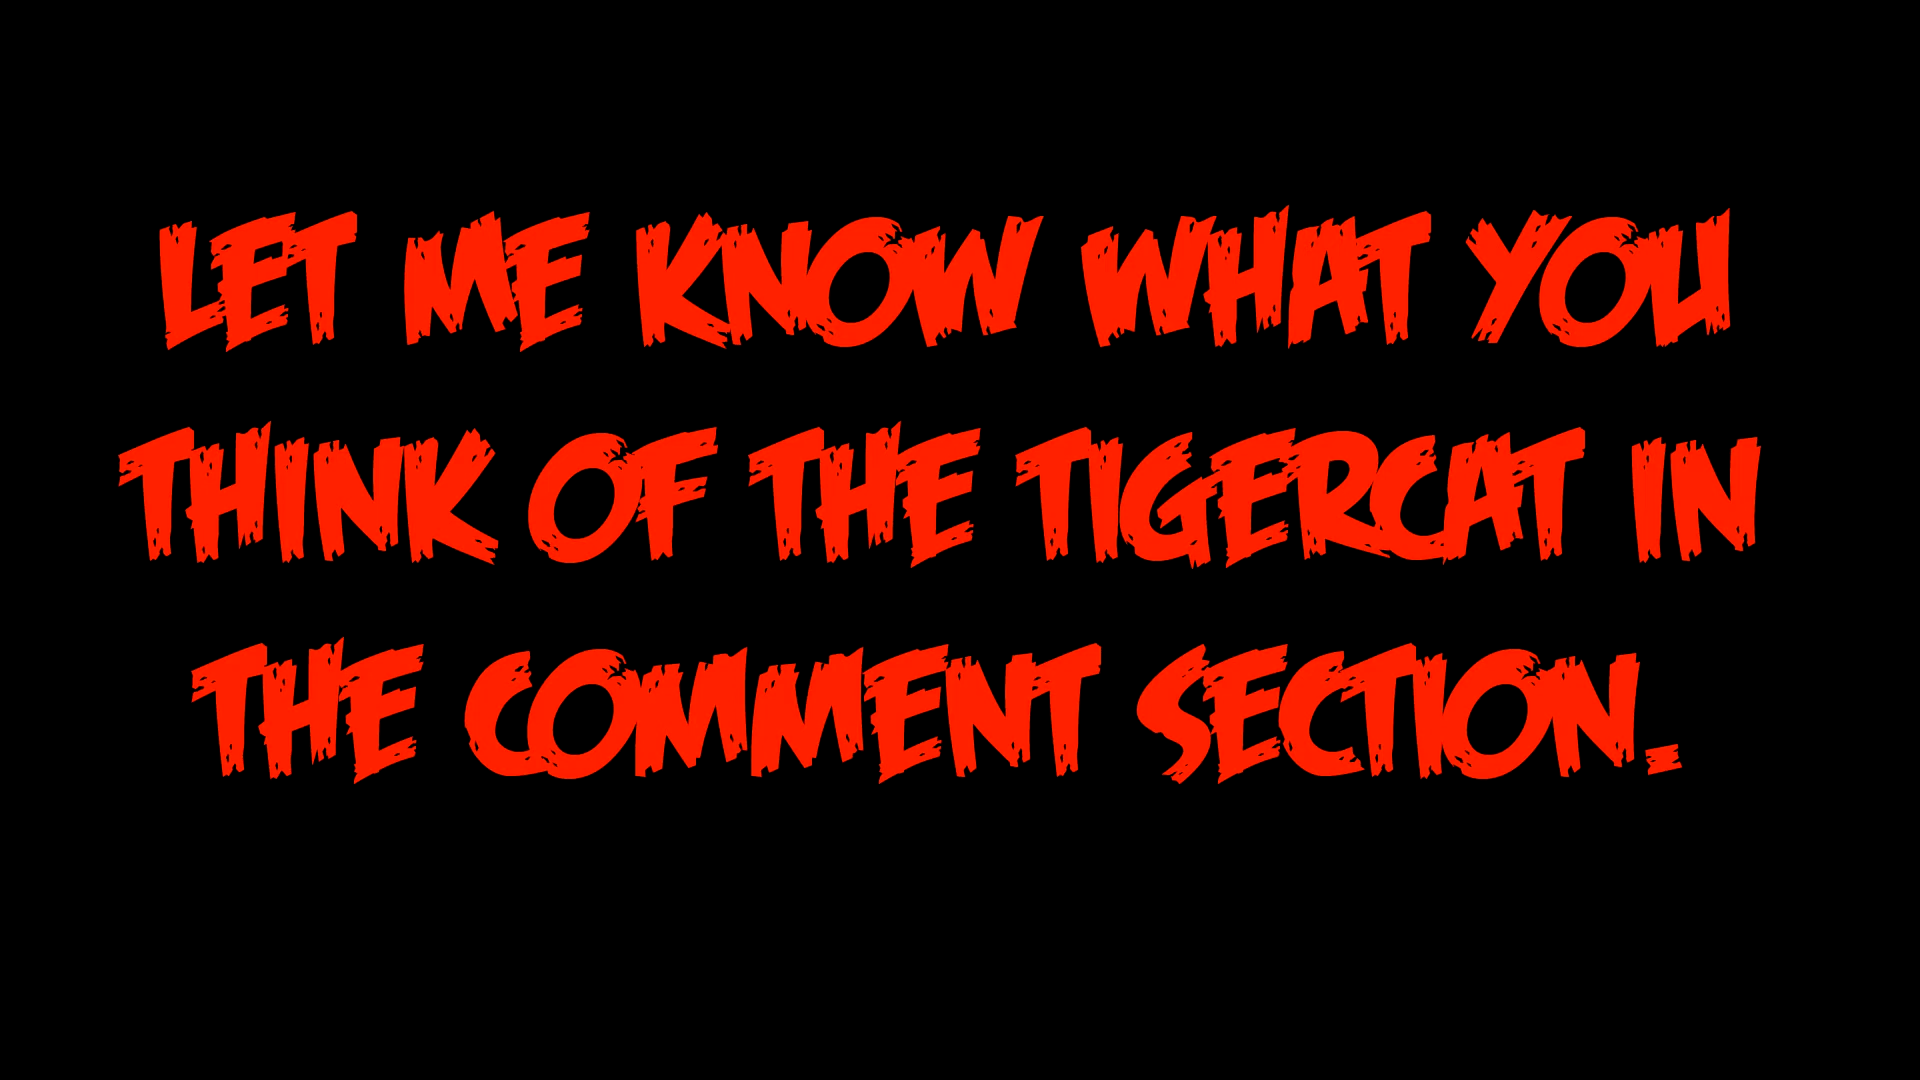 LET ME KNOW WHAT YOU
THINK OF THE TIGERCAT IN
THE COMMENT SECTION.